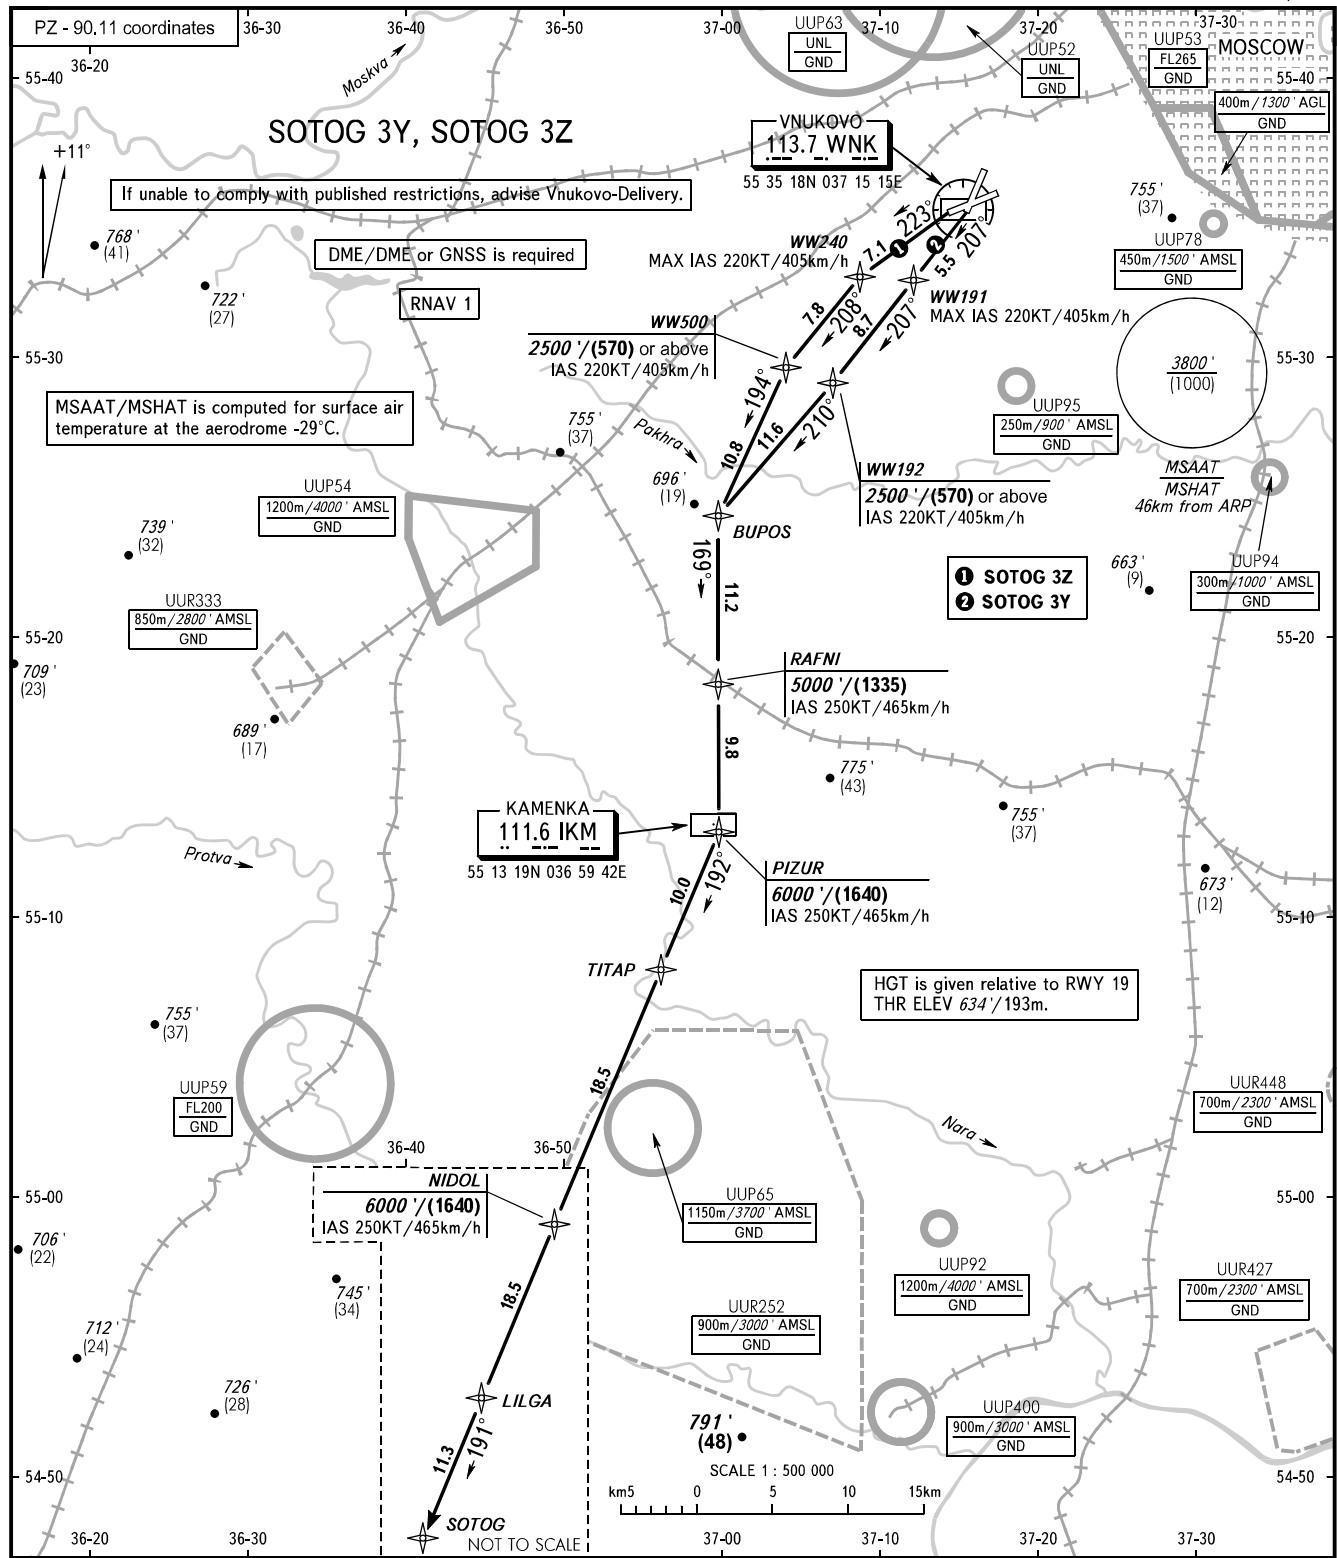 PZ - 90.11 coordinates
36-20
36-30
36-40
36-50
37-00
37-10
37-20
37-30
55-40
55-40
Moskva
UUP63
UNL
GND
UUP52
UNL
GND
UUP53
FL265
GND
MOSCOW
400m/1300' AGL
GND
SOTOG 3Y, SOTOG 3Z
+11°
If unable to comply with published restrictions, advise Vnukovo-Delivery.
DME/DME or GNSS is required
RNAV 1
VNUKOVO
113.7 WNK
55 35 18N 037 15 15E
768'
(41)
722'
(27)
755'
(37)
UUP78
450m/1500' AMSL
GND
223°
7.1
1
2
207°
5.5
WW240
MAX IAS 220KT/405km/h
WW191
MAX IAS 220KT/405km/h
7.8
208°
8.7
207°
WW500
2500'/(570) or above
IAS 220KT/405km/h
55-30
55-30
3800'
(1000)
MSAAT/MSHAT is computed for surface air
temperature at the aerodrome -29°C.
755'
(37)
Pakhra
194°
10.8
11.6
210°
UUP95
250m/900' AMSL
GND
MSAAT
MSHAT
46km from ARP
WW192
2500'/(570) or above
IAS 220KT/405km/h
696'
(19)
UUP54
1200m/4000' AMSL
GND
739'
(32)
BUPOS
169°
11.2
1 SOTOG 3Z
2 SOTOG 3Y
663'
(9)
UUP94
300m/1000' AMSL
GND
UUR333
850m/2800' AMSL
GND
55-20
55-20
709'
(23)
689'
(17)
RAFNI
5000'/(1335)
IAS 250KT/465km/h
9.8
775'
(43)
755'
(37)
KAMENKA
111.6 IKM
55 13 19N 036 59 42E
Protva
192°
10.0
PIZUR
6000'/(1640)
IAS 250KT/465km/h
673'
(12)
55-10
55-10
TITAP
HGT is given relative to RWY 19
THR ELEV 634'/193m.
755'
(37)
UUP59
FL200
GND
18.5
UUR448
700m/2300' AMSL
GND
Nara
36-40
36-50
NIDOL
6000'/(1640)
IAS 250KT/465km/h
55-00
55-00
UUP65
1150m/3700' AMSL
GND
706'
(22)
745'
(34)
18.5
UUP92
1200m/4000' AMSL
GND
UUR427
700m/2300' AMSL
GND
UUR252
900m/3000' AMSL
GND
712'
(24)
726'
(28)
LILGA
191°
11.3
791'
(48)
UUP400
900m/3000' AMSL
GND
SCALE 1 : 500 000
km5
0
5
10
15km
54-50
54-50
SOTOG
NOT TO SCALE
36-20
36-30
37-00
37-10
37-20
37-30